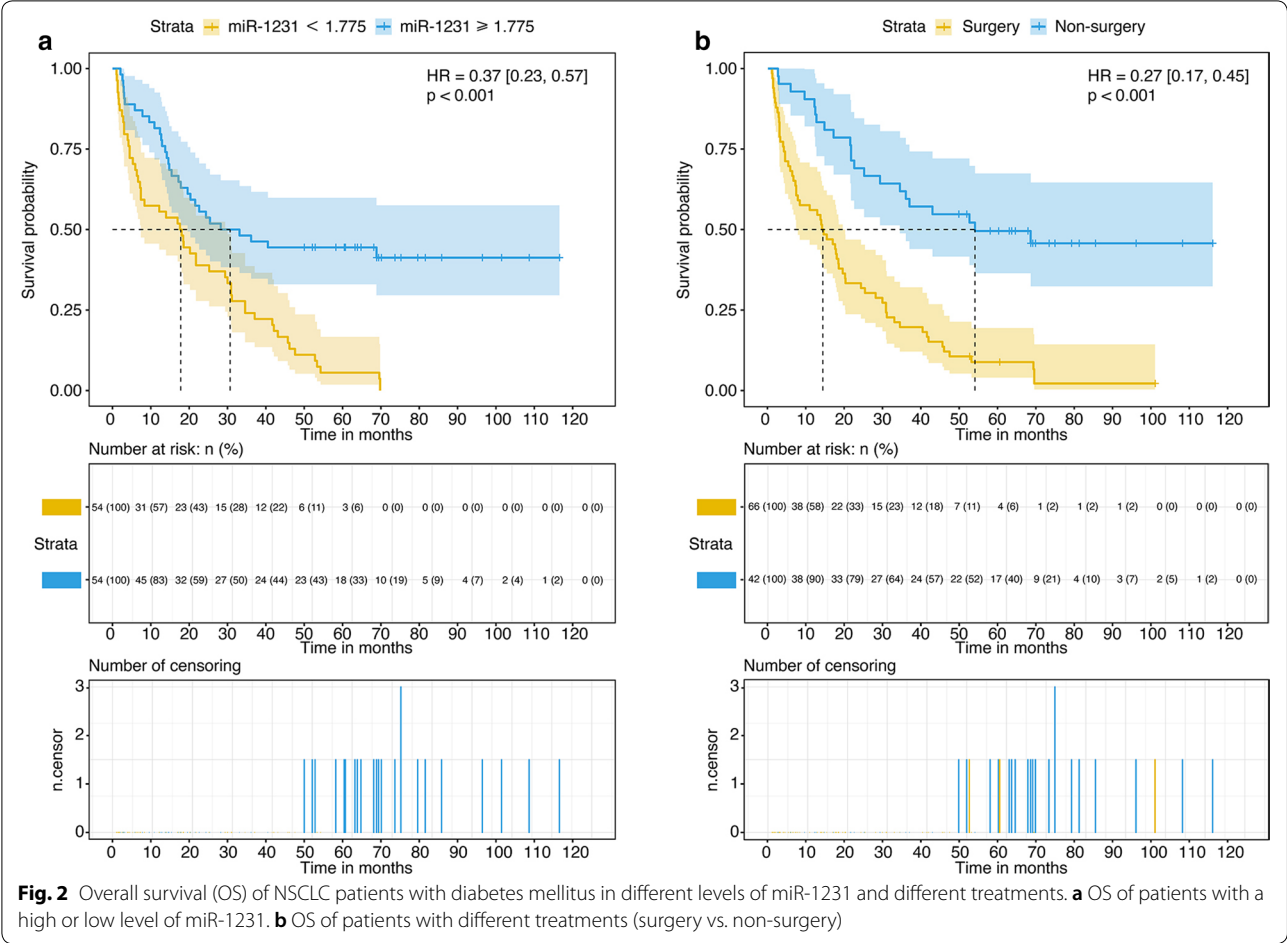 a
Strata miR-1231 < 1.775 miR-1231 ⩾ 1.775
HR = 0.37 [0.23, 0.57]
p < 0.001
Survival probability
1.00
0.75
0.50
0.25
0.00
0 10 20 30 40 50 60 70 80 90 100 110 120
Time in months
Number at risk: n (%)
Strata
54 (100) 31 (57) 23 (43) 15 (28) 12 (22) 6 (11) 3 (6) 0 (0) 0 (0) 0 (0) 0 (0) 0 (0) 0 (0)
54 (100) 45 (83) 32 (59) 27 (50) 24 (44) 23 (43) 18 (33) 10 (19) 5 (9) 4 (7) 2 (4) 1 (2) 0 (0)
0 10 20 30 40 50 60 70 80 90 100 110 120
Time in months
Number of censoring
n.censor
3
2
1
0
0 10 20 30 40 50 60 70 80 90 100 110 120
Time in months
b
Strata Surgery Non-surgery
HR = 0.27 [0.17, 0.45]
p < 0.001
Survival probability
1.00
0.75
0.50
0.25
0.00
0 10 20 30 40 50 60 70 80 90 100 110 120
Time in months
Number at risk: n (%)
Strata
66 (100) 38 (58) 22 (33) 15 (23) 12 (18) 7 (11) 4 (6) 1 (2) 1 (2) 1 (2) 0 (0) 0 (0) 0 (0)
42 (100) 38 (90) 33 (79) 27 (64) 24 (57) 22 (52) 17 (40) 9 (21) 4 (10) 3 (7) 2 (5) 1 (2) 0 (0)
0 10 20 30 40 50 60 70 80 90 100 110 120
Time in months
Number of censoring
n.censor
3
2
1
0
0 10 20 30 40 50 60 70 80 90 100 110 120
Time in months
Fig. 2 Overall survival (OS) of NSCLC patients with diabetes mellitus in different levels of miR-1231 and different treatments. a OS of patients with a
high or low level of miR-1231. b OS of patients with different treatments (surgery vs. non-surgery)